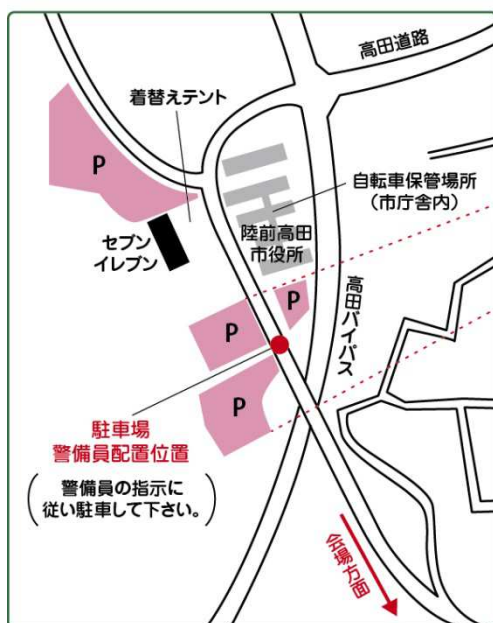 高田道路
着替えテント
P
自転車保管場所
（市庁舎内）
セブン
イレブン
陸前高田
市役所
P
P
高田バイパス
P
駐車場
警備員配置位置
（警備員の指示に
従い駐車して下さい。）
会場方面